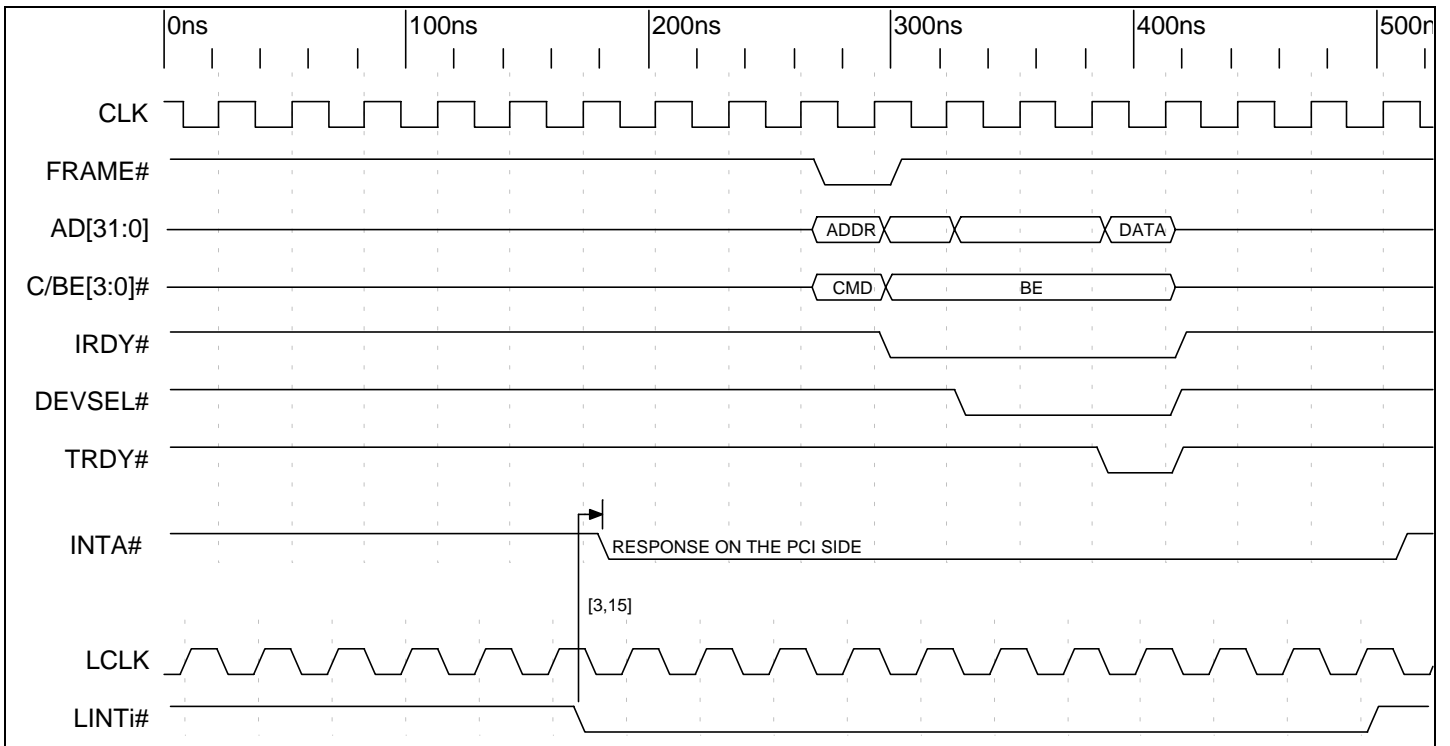 0ns 100ns 200ns 300ns 400ns 500n
CLK
FRAME#
AD[31:0] ADDR DATA
C/BE[3:0]# CMD BE
IRDY#
DEVSEL#
TRDY#
INTA# RESPONSE ON THE PCI SIDE
[3,15]
LCLK
LINTi#